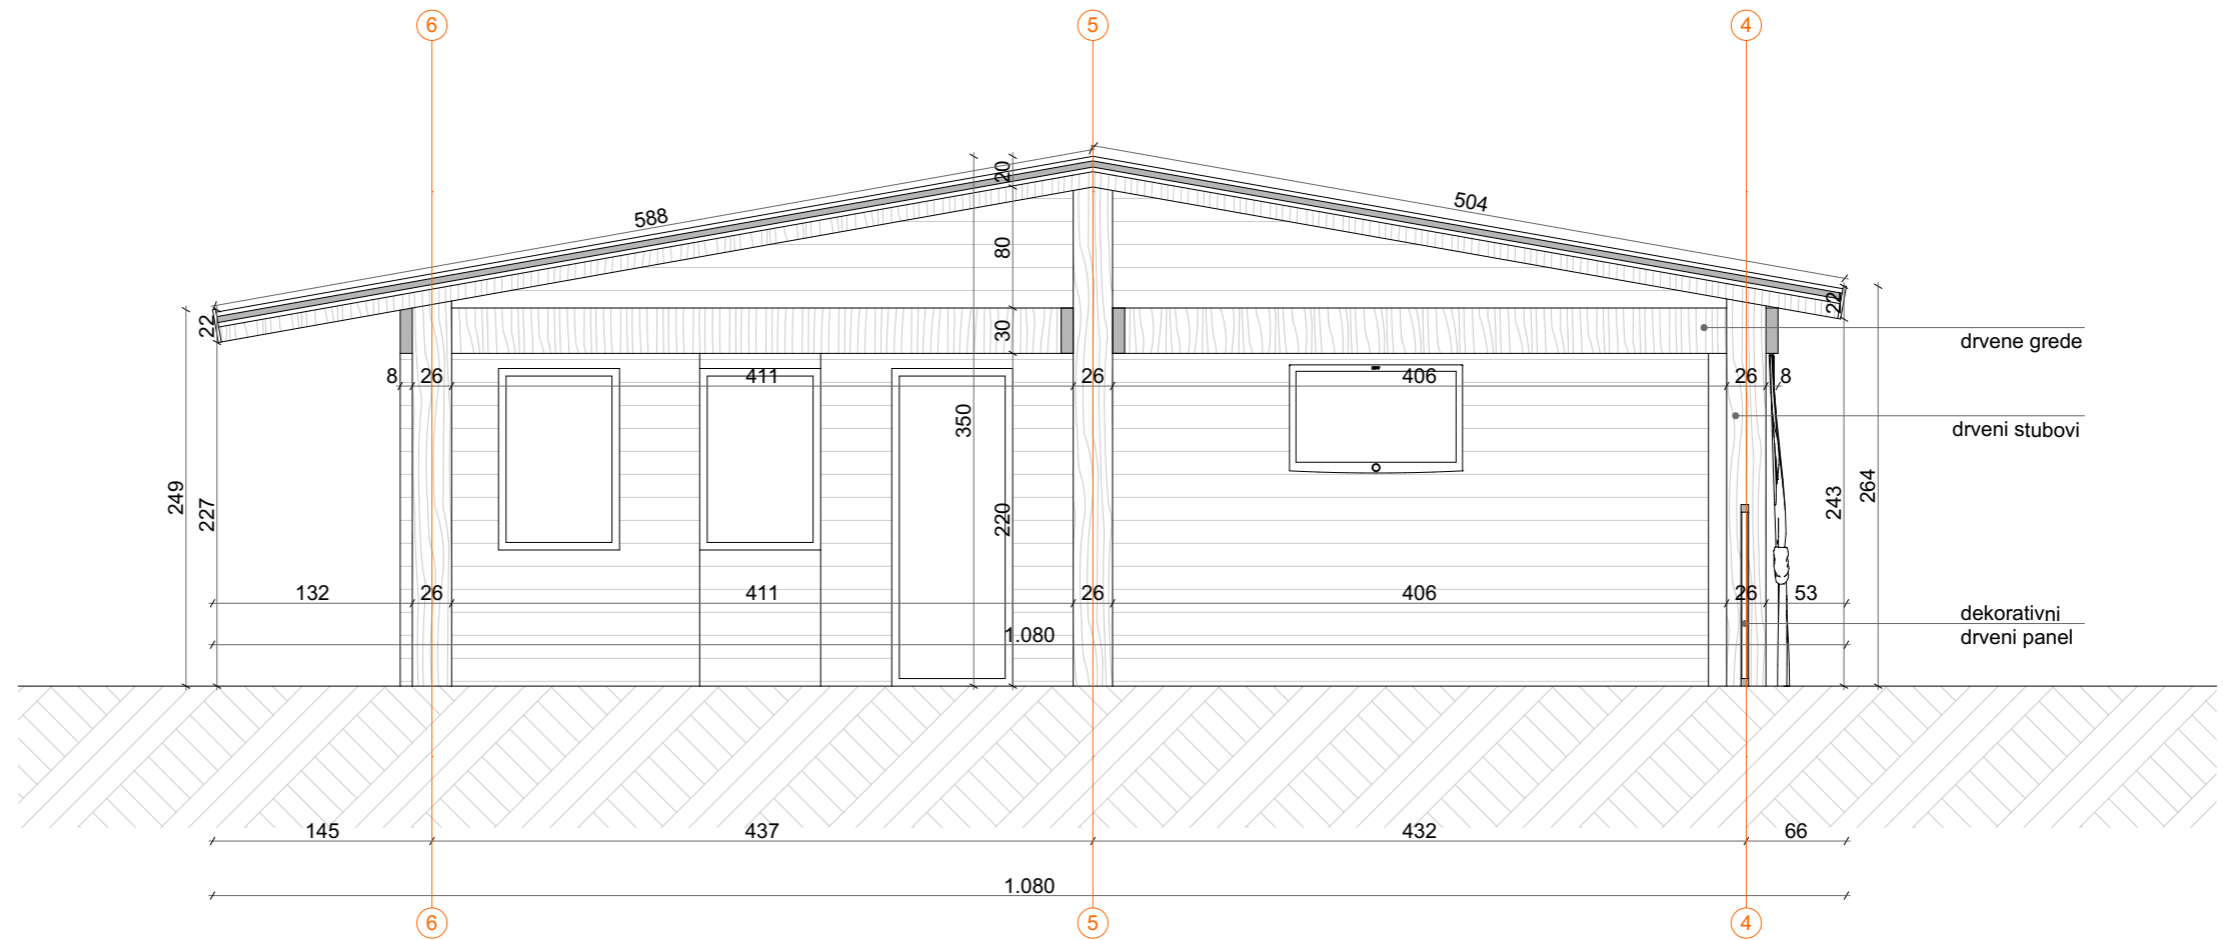 6 5 4
20
588 504
80
22 22
30
drvene grede
8 26 411 26 406 26 8
350
drveni stubovi
249 227 220 243 264
132 26 411 26 406 26 53
dekorativni
1.080 drveni panel
145 437 432 66
1.080
6 5 4